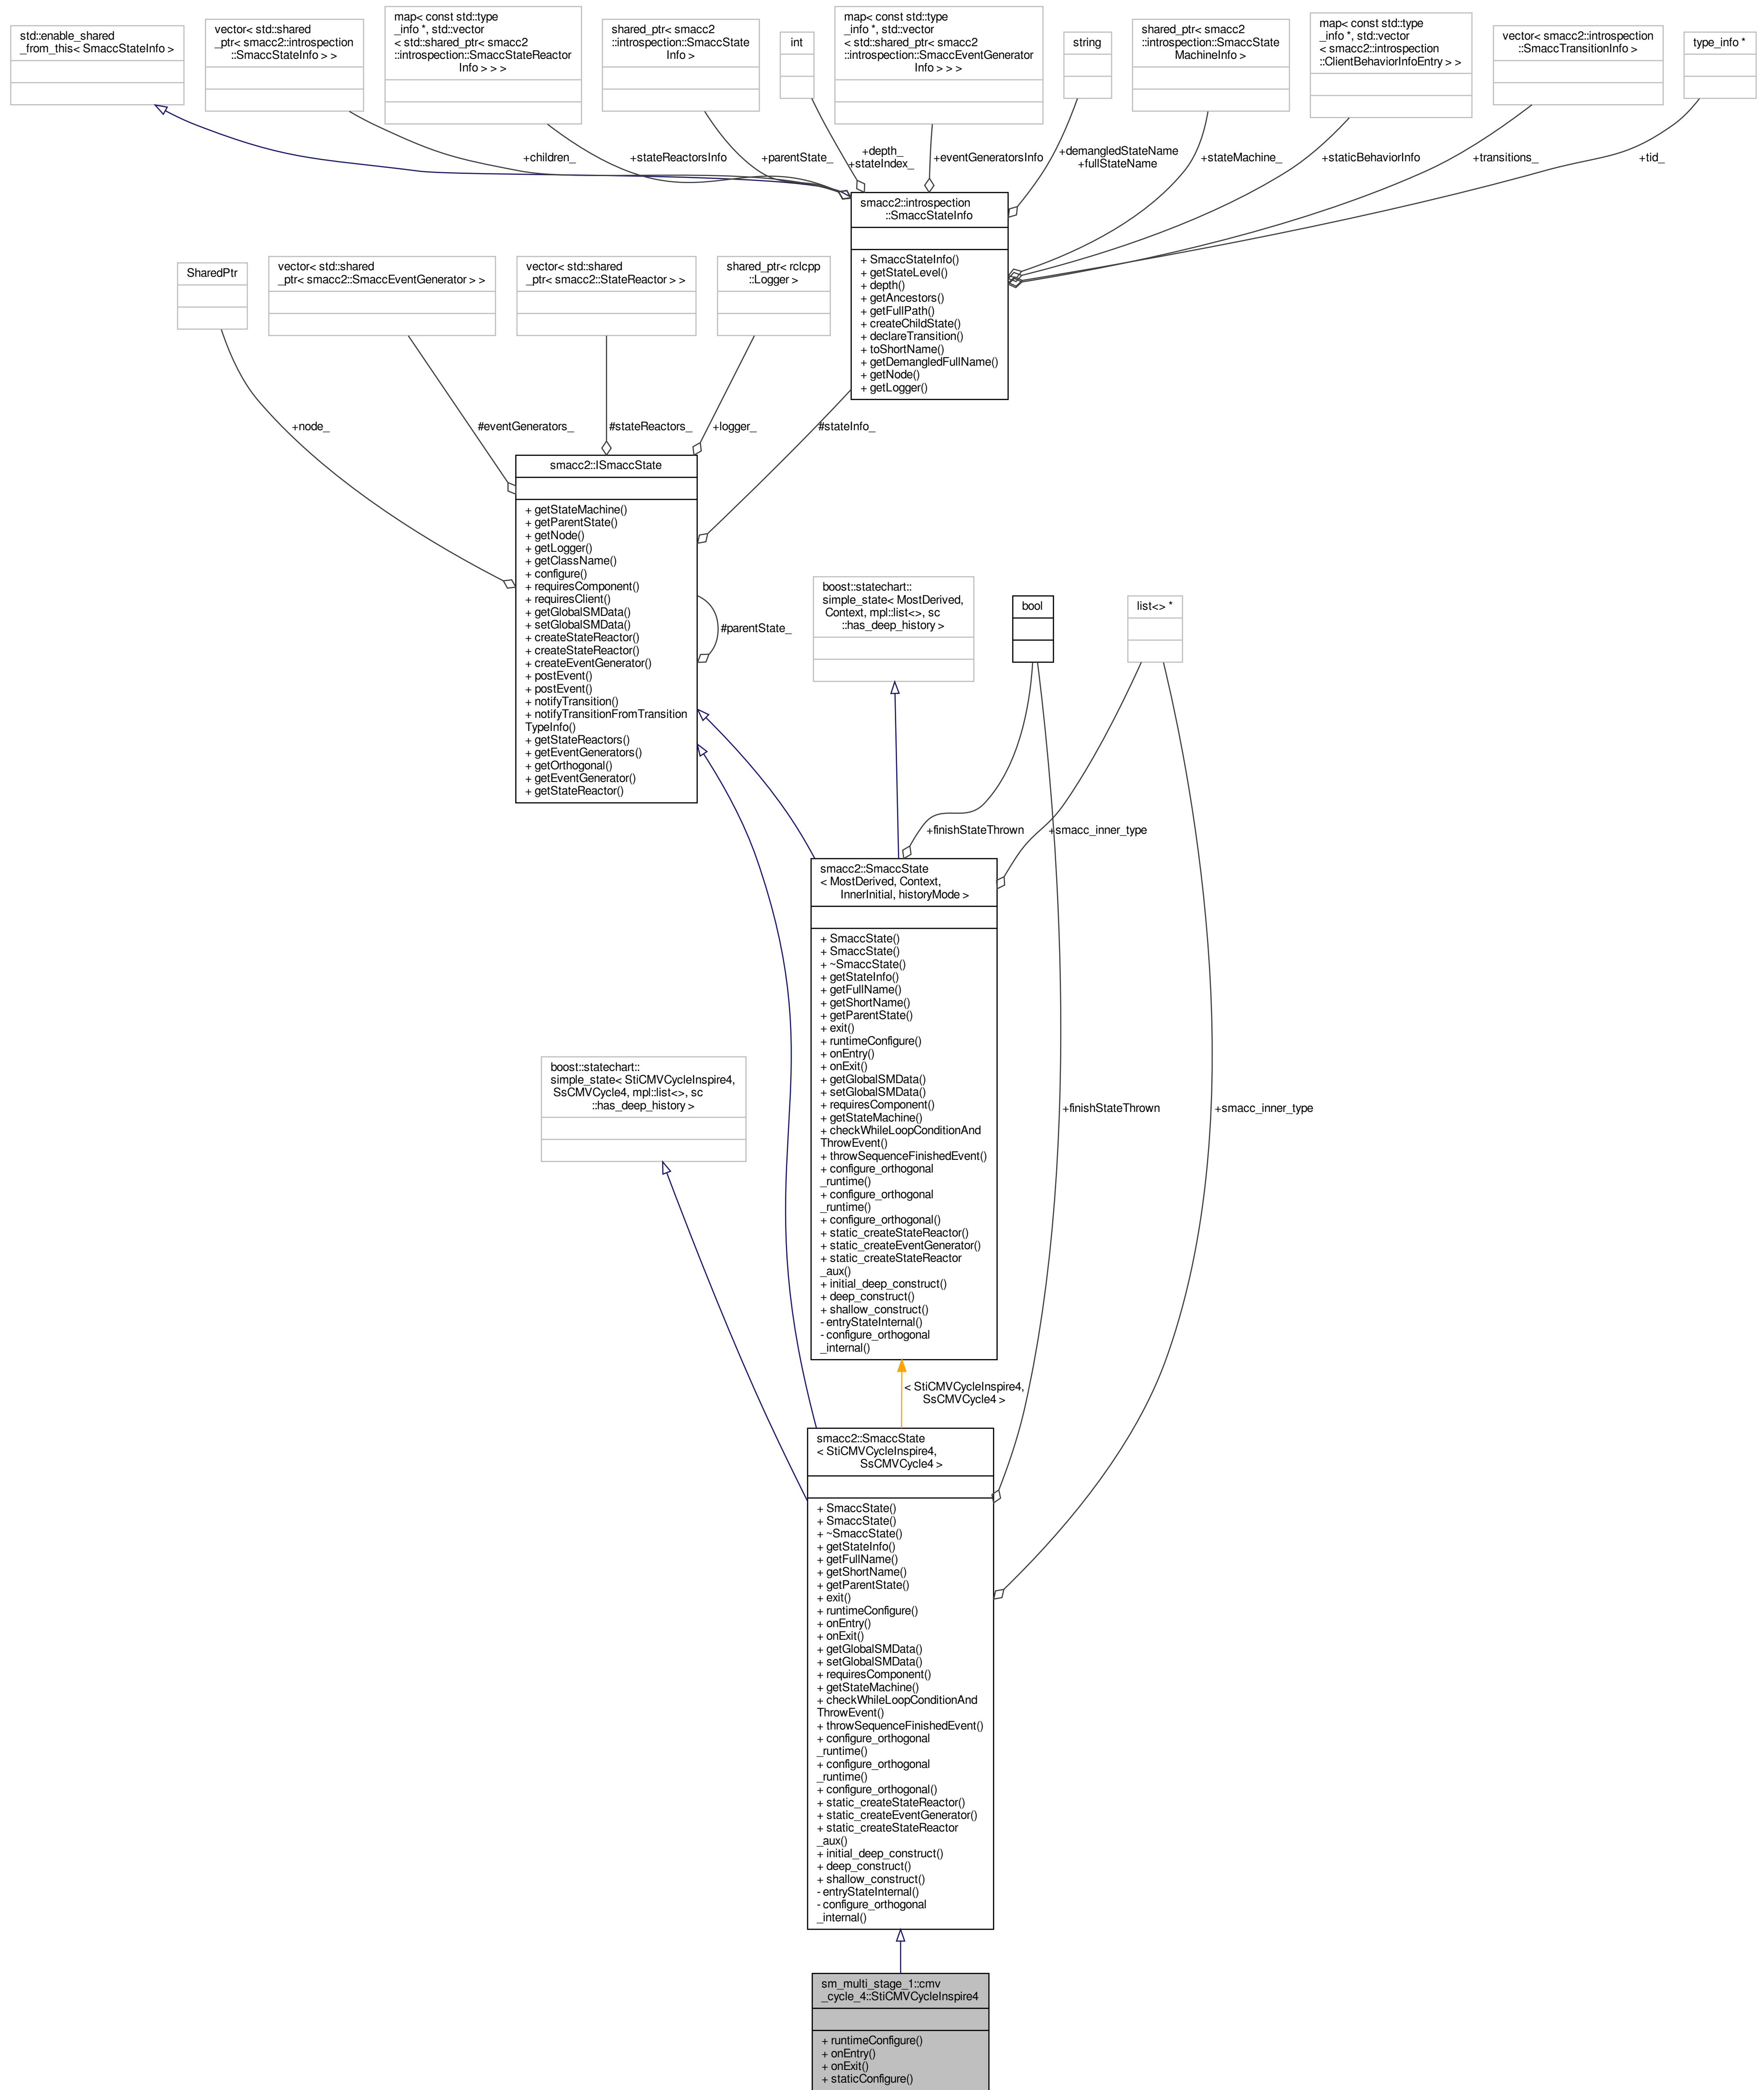 std::enable_shared
_from_this< SmaccStateInfo >
vector< std::shared
_ptr< smacc2::introspection
::SmaccStateInfo > >
map< const std::type
_info *, std::vector
< std::shared_ptr< smacc2
::introspection::SmaccStateReactor
Info > > >
shared_ptr< smacc2
::introspection::SmaccState
Info >
int
map< const std::type
_info *, std::vector
< std::shared_ptr< smacc2
::introspection::SmaccEventGenerator
Info > > >
string
shared_ptr< smacc2
::introspection::SmaccState
MachineInfo >
map< const std::type
_info *, std::vector
< smacc2::introspection
::ClientBehaviorInfoEntry > >
vector< smacc2::introspection
::SmaccTransitionInfo >
type_info *
+children_
+stateReactorsInfo
+parentState_
+depth_
+stateIndex_
+eventGeneratorsInfo
+demangledStateName
+fullStateName
+stateMachine_
+staticBehaviorInfo
+transitions_
+tid_
smacc2::introspection
::SmaccStateInfo
+ SmaccStateInfo()
+ getStateLevel()
+ depth()
+ getAncestors()
+ getFullPath()
+ createChildState()
+ declareTransition()
+ toShortName()
+ getDemangledFullName()
+ getNode()
+ getLogger()
SharedPtr
vector< std::shared
_ptr< smacc2::SmaccEventGenerator > >
vector< std::shared
_ptr< smacc2::StateReactor > >
shared_ptr< rclcpp
::Logger >
+node_
#eventGenerators_
#stateReactors_
+logger_
#stateInfo_
smacc2::ISmaccState
+ getStateMachine()
+ getParentState()
+ getNode()
+ getLogger()
+ getClassName()
+ configure()
+ requiresComponent()
+ requiresClient()
+ getGlobalSMData()
+ setGlobalSMData()
+ createStateReactor()
+ createStateReactor()
+ createEventGenerator()
+ postEvent()
+ postEvent()
+ notifyTransition()
+ notifyTransitionFromTransition
TypeInfo()
+ getStateReactors()
+ getEventGenerators()
+ getOrthogonal()
+ getEventGenerator()
+ getStateReactor()
#parentState_
boost::statechart::
simple_state< MostDerived,
Context, mpl::list<>, sc
::has_deep_history >
bool
list<> *
+finishStateThrown
+smacc_inner_type
smacc2::SmaccState
< MostDerived, Context,
InnerInitial, historyMode >
+ SmaccState()
+ SmaccState()
+ ~SmaccState()
+ getStateInfo()
+ getFullName()
+ getShortName()
+ getParentState()
+ exit()
+ runtimeConfigure()
+ onEntry()
+ onExit()
+ getGlobalSMData()
+ setGlobalSMData()
+ requiresComponent()
+ getStateMachine()
+ checkWhileLoopConditionAnd
ThrowEvent()
+ throwSequenceFinishedEvent()
+ configure_orthogonal
_runtime()
+ configure_orthogonal
_runtime()
+ configure_orthogonal()
+ static_createStateReactor()
+ static_createEventGenerator()
+ static_createStateReactor
_aux()
+ initial_deep_construct()
+ deep_construct()
+ shallow_construct()
- entryStateInternal()
- configure_orthogonal
_internal()
boost::statechart::
simple_state< StiCMVCycleInspire4,
SsCMVCycle4, mpl::list<>, sc
::has_deep_history >
+finishStateThrown
+smacc_inner_type
< StiCMVCycleInspire4,
SsCMVCycle4 >
smacc2::SmaccState
< StiCMVCycleInspire4,
SsCMVCycle4 >
+ SmaccState()
+ SmaccState()
+ ~SmaccState()
+ getStateInfo()
+ getFullName()
+ getShortName()
+ getParentState()
+ exit()
+ runtimeConfigure()
+ onEntry()
+ onExit()
+ getGlobalSMData()
+ setGlobalSMData()
+ requiresComponent()
+ getStateMachine()
+ checkWhileLoopConditionAnd
ThrowEvent()
+ throwSequenceFinishedEvent()
+ configure_orthogonal
_runtime()
+ configure_orthogonal
_runtime()
+ configure_orthogonal()
+ static_createStateReactor()
+ static_createEventGenerator()
+ static_createStateReactor
_aux()
+ initial_deep_construct()
+ deep_construct()
+ shallow_construct()
- entryStateInternal()
- configure_orthogonal
_internal()
sm_multi_stage_1::cmv
_cycle_4::StiCMVCycleInspire4
+ runtimeConfigure()
+ onEntry()
+ onExit()
+ staticConfigure()